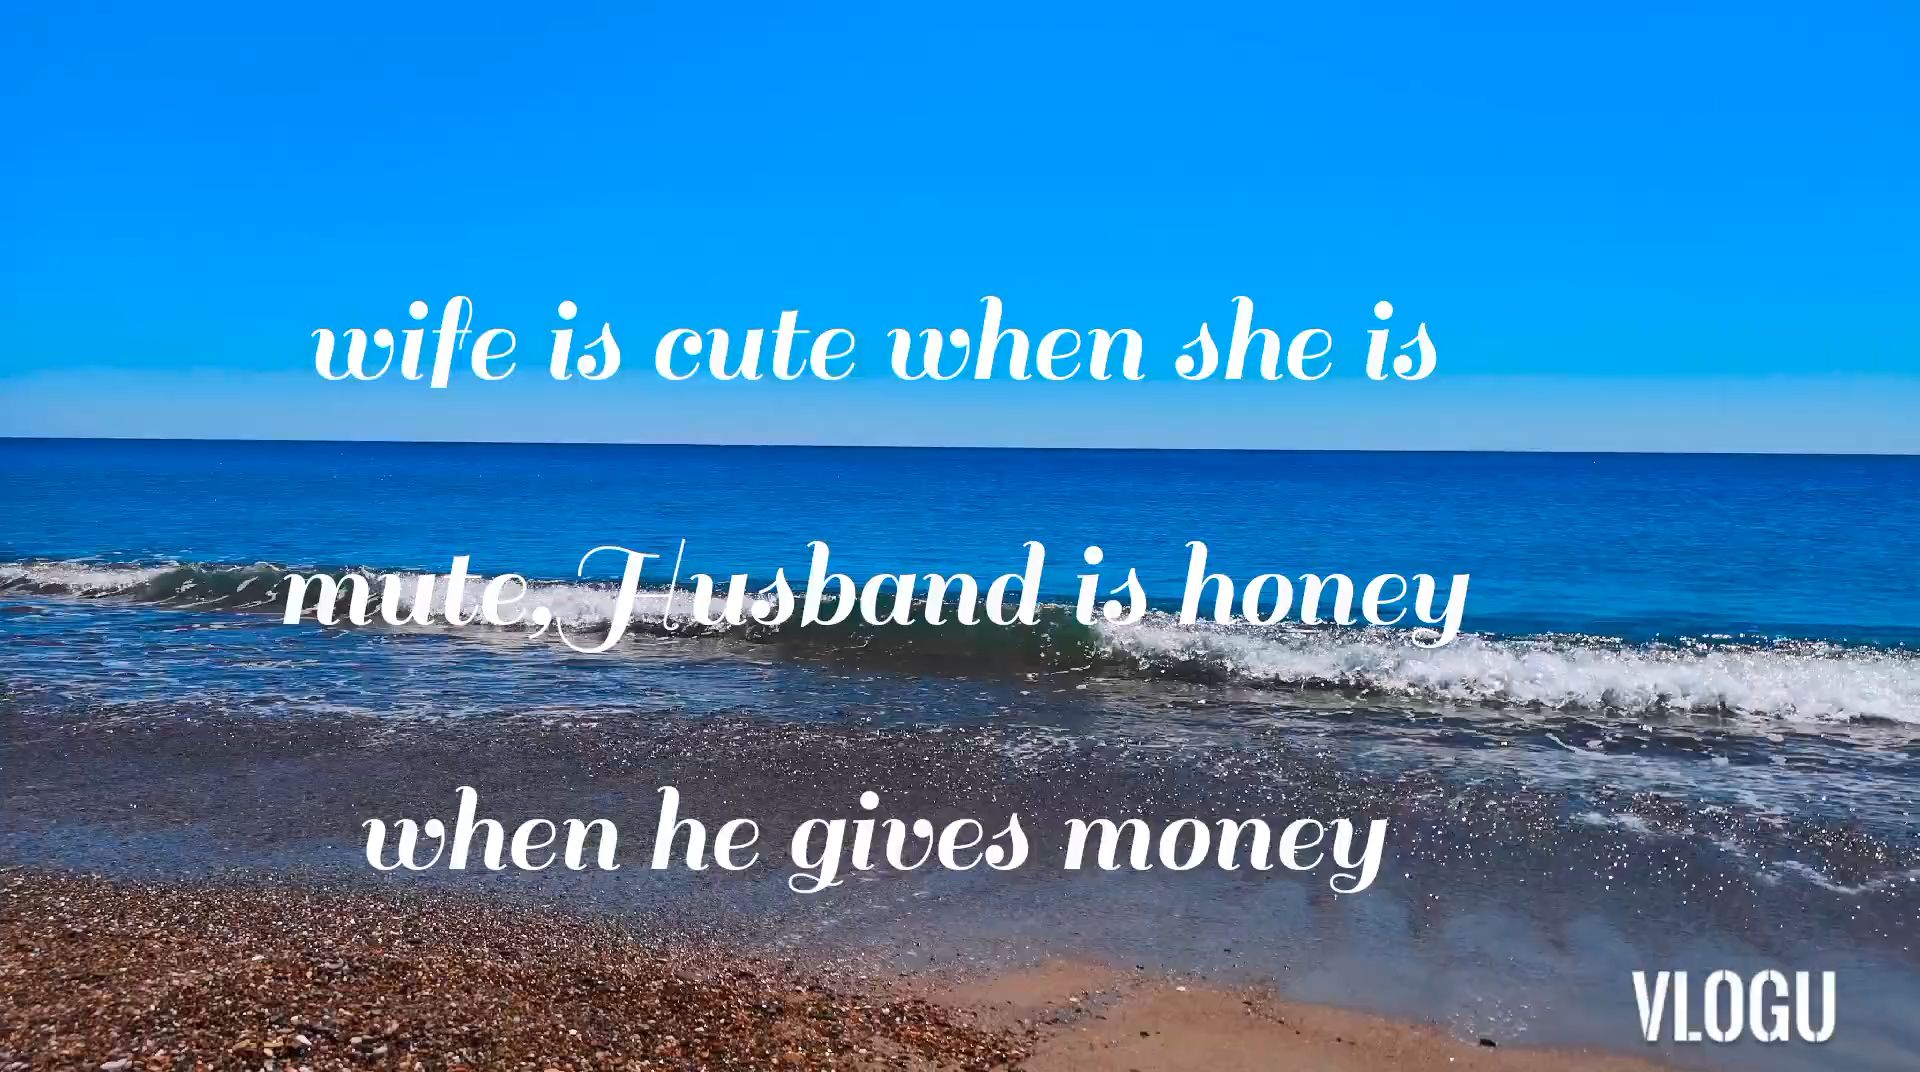 wife is cute when she is
mute,Husband is honey
when he gives money
VLOGU